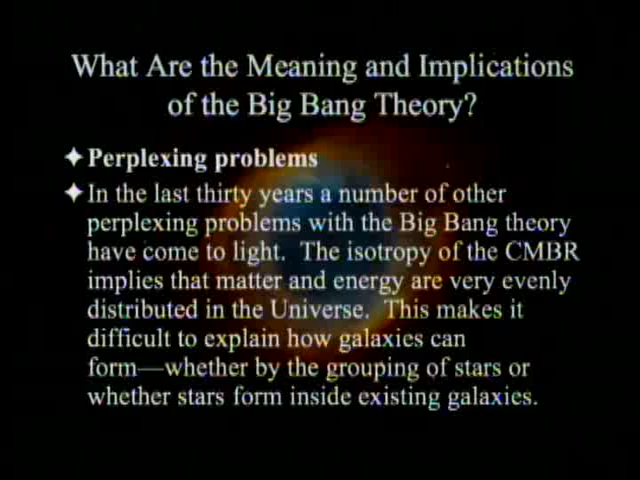 What Are the Meaning and Implications
of the Big Bang Theory?
✦Perplexing problems
✦In the last thirty years a number of other
perplexing problems with the Big Bang theory
have come to light.  The isotropy of the CMBR
implies that matter and energy are very evenly
distributed in the Universe.  This makes it
difficult to explain how galaxies can
form—whether by the grouping of stars or
whether stars form inside existing galaxies.